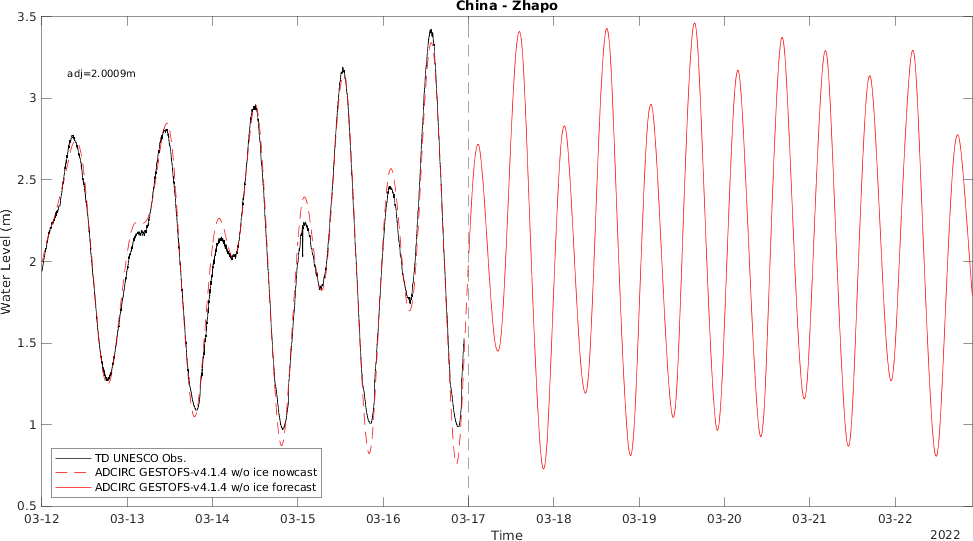 China - Zhapo
adj=2.0009m
3.5
3
2.5
2
1.5
1
0.5
Water Level (m)
TD UNESCO Obs.
ADCIRC GESTOFS-v4.1.4 w/o ice nowcast
ADCIRC GESTOFS-v4.1.4 w/o ice forecast
03-12 03-13 03-14 03-15 03-16 03-17 03-18 03-19 03-20 03-21 03-22
Time
2022